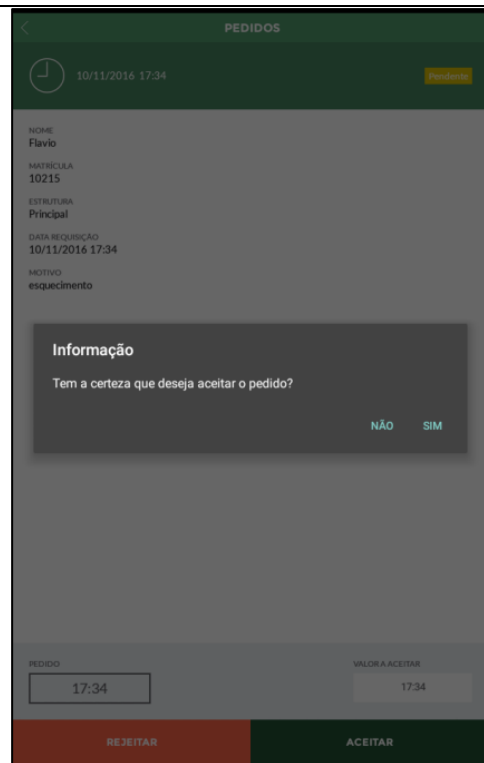 PEDIDOS
10/11/2016 17:34
Pendente
NOME
Flavio
MATRÍCULA
10215
ESTRUTURA
Principal
DATA REQUISIÇÃO
10/11/2016 17:34
MOTIVO
esquecimento
Informação
Tem a certeza que deseja aceitar o pedido?
NÃO SIM
PEDIDO VALOR A ACEITAR
17:34 17:34
REJEITAR ACEITAR